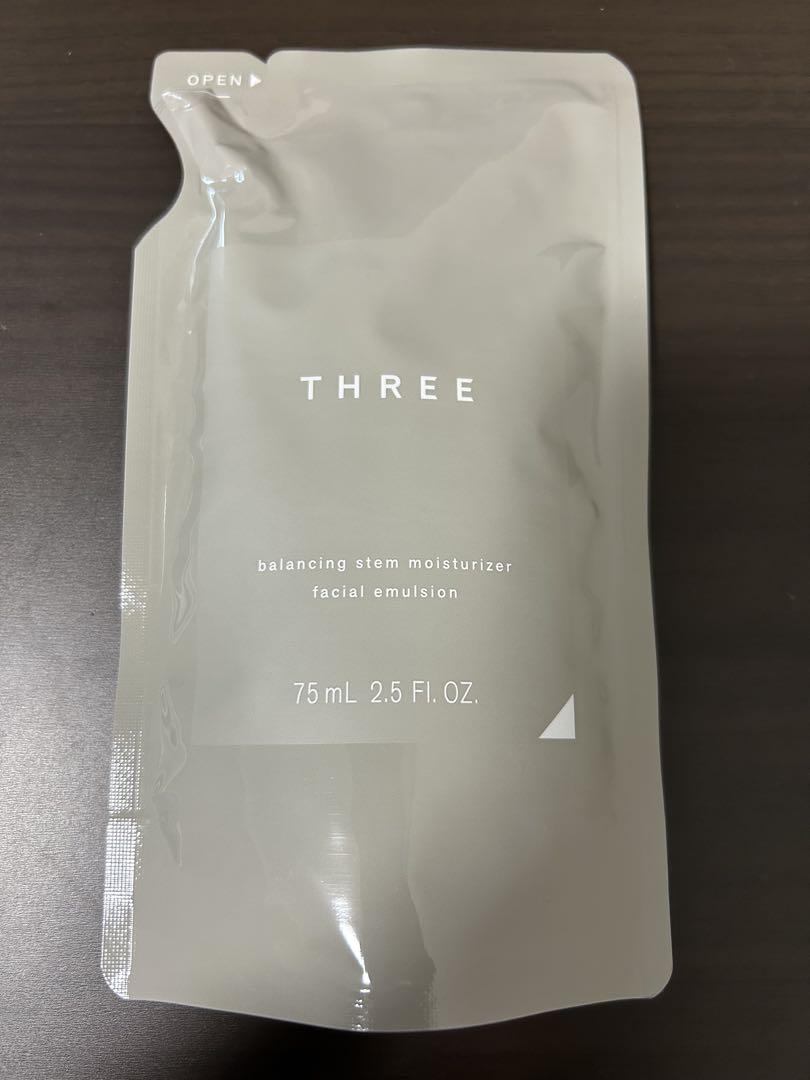 OPEN ▶
THREE
balancing stem moisturizer
facial emulsion
75 mL 2.5 Fl. OZ.